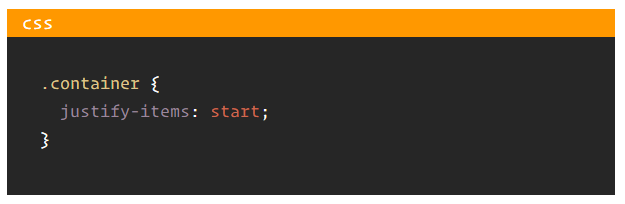 css
.container {
  justify-items: start;
}